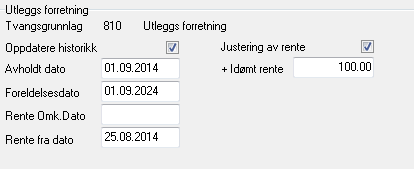 Utleggs forretning
Tvangsgrunnlag 810 Utleggs forretning
Oppdatere historikk Justering av rente
Avholdt dato 01.09.2014 + Idømt rente 100.00
Foreldelsesdato 01.09.2024
Rente Omk.Dato
Rente fra dato 25.08.2014